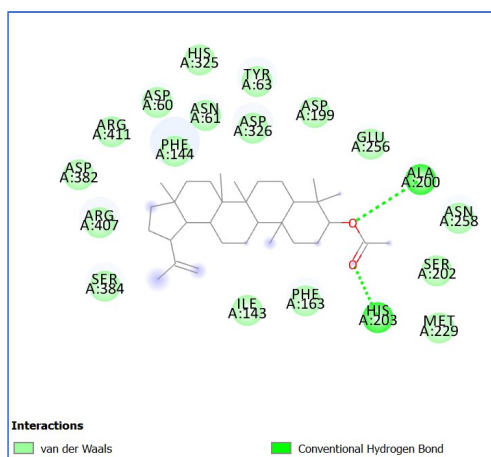 HIS
A:325
TYR
A:63
ASP
A:60
ASN
A:61
ASP
A:199
ARG
A:411
ASP
A:326
PHE
A:144
GLU
A:256
ASP
A:382
ALA
A:200
ARG
A:407
ASN
A:258
O
SER
A:202
O
SER
A:384
PHE
A:163
ILE
A:143
HIS
A:203
MET
A:229
Interactions
van der Waals
Conventional Hydrogen Bond